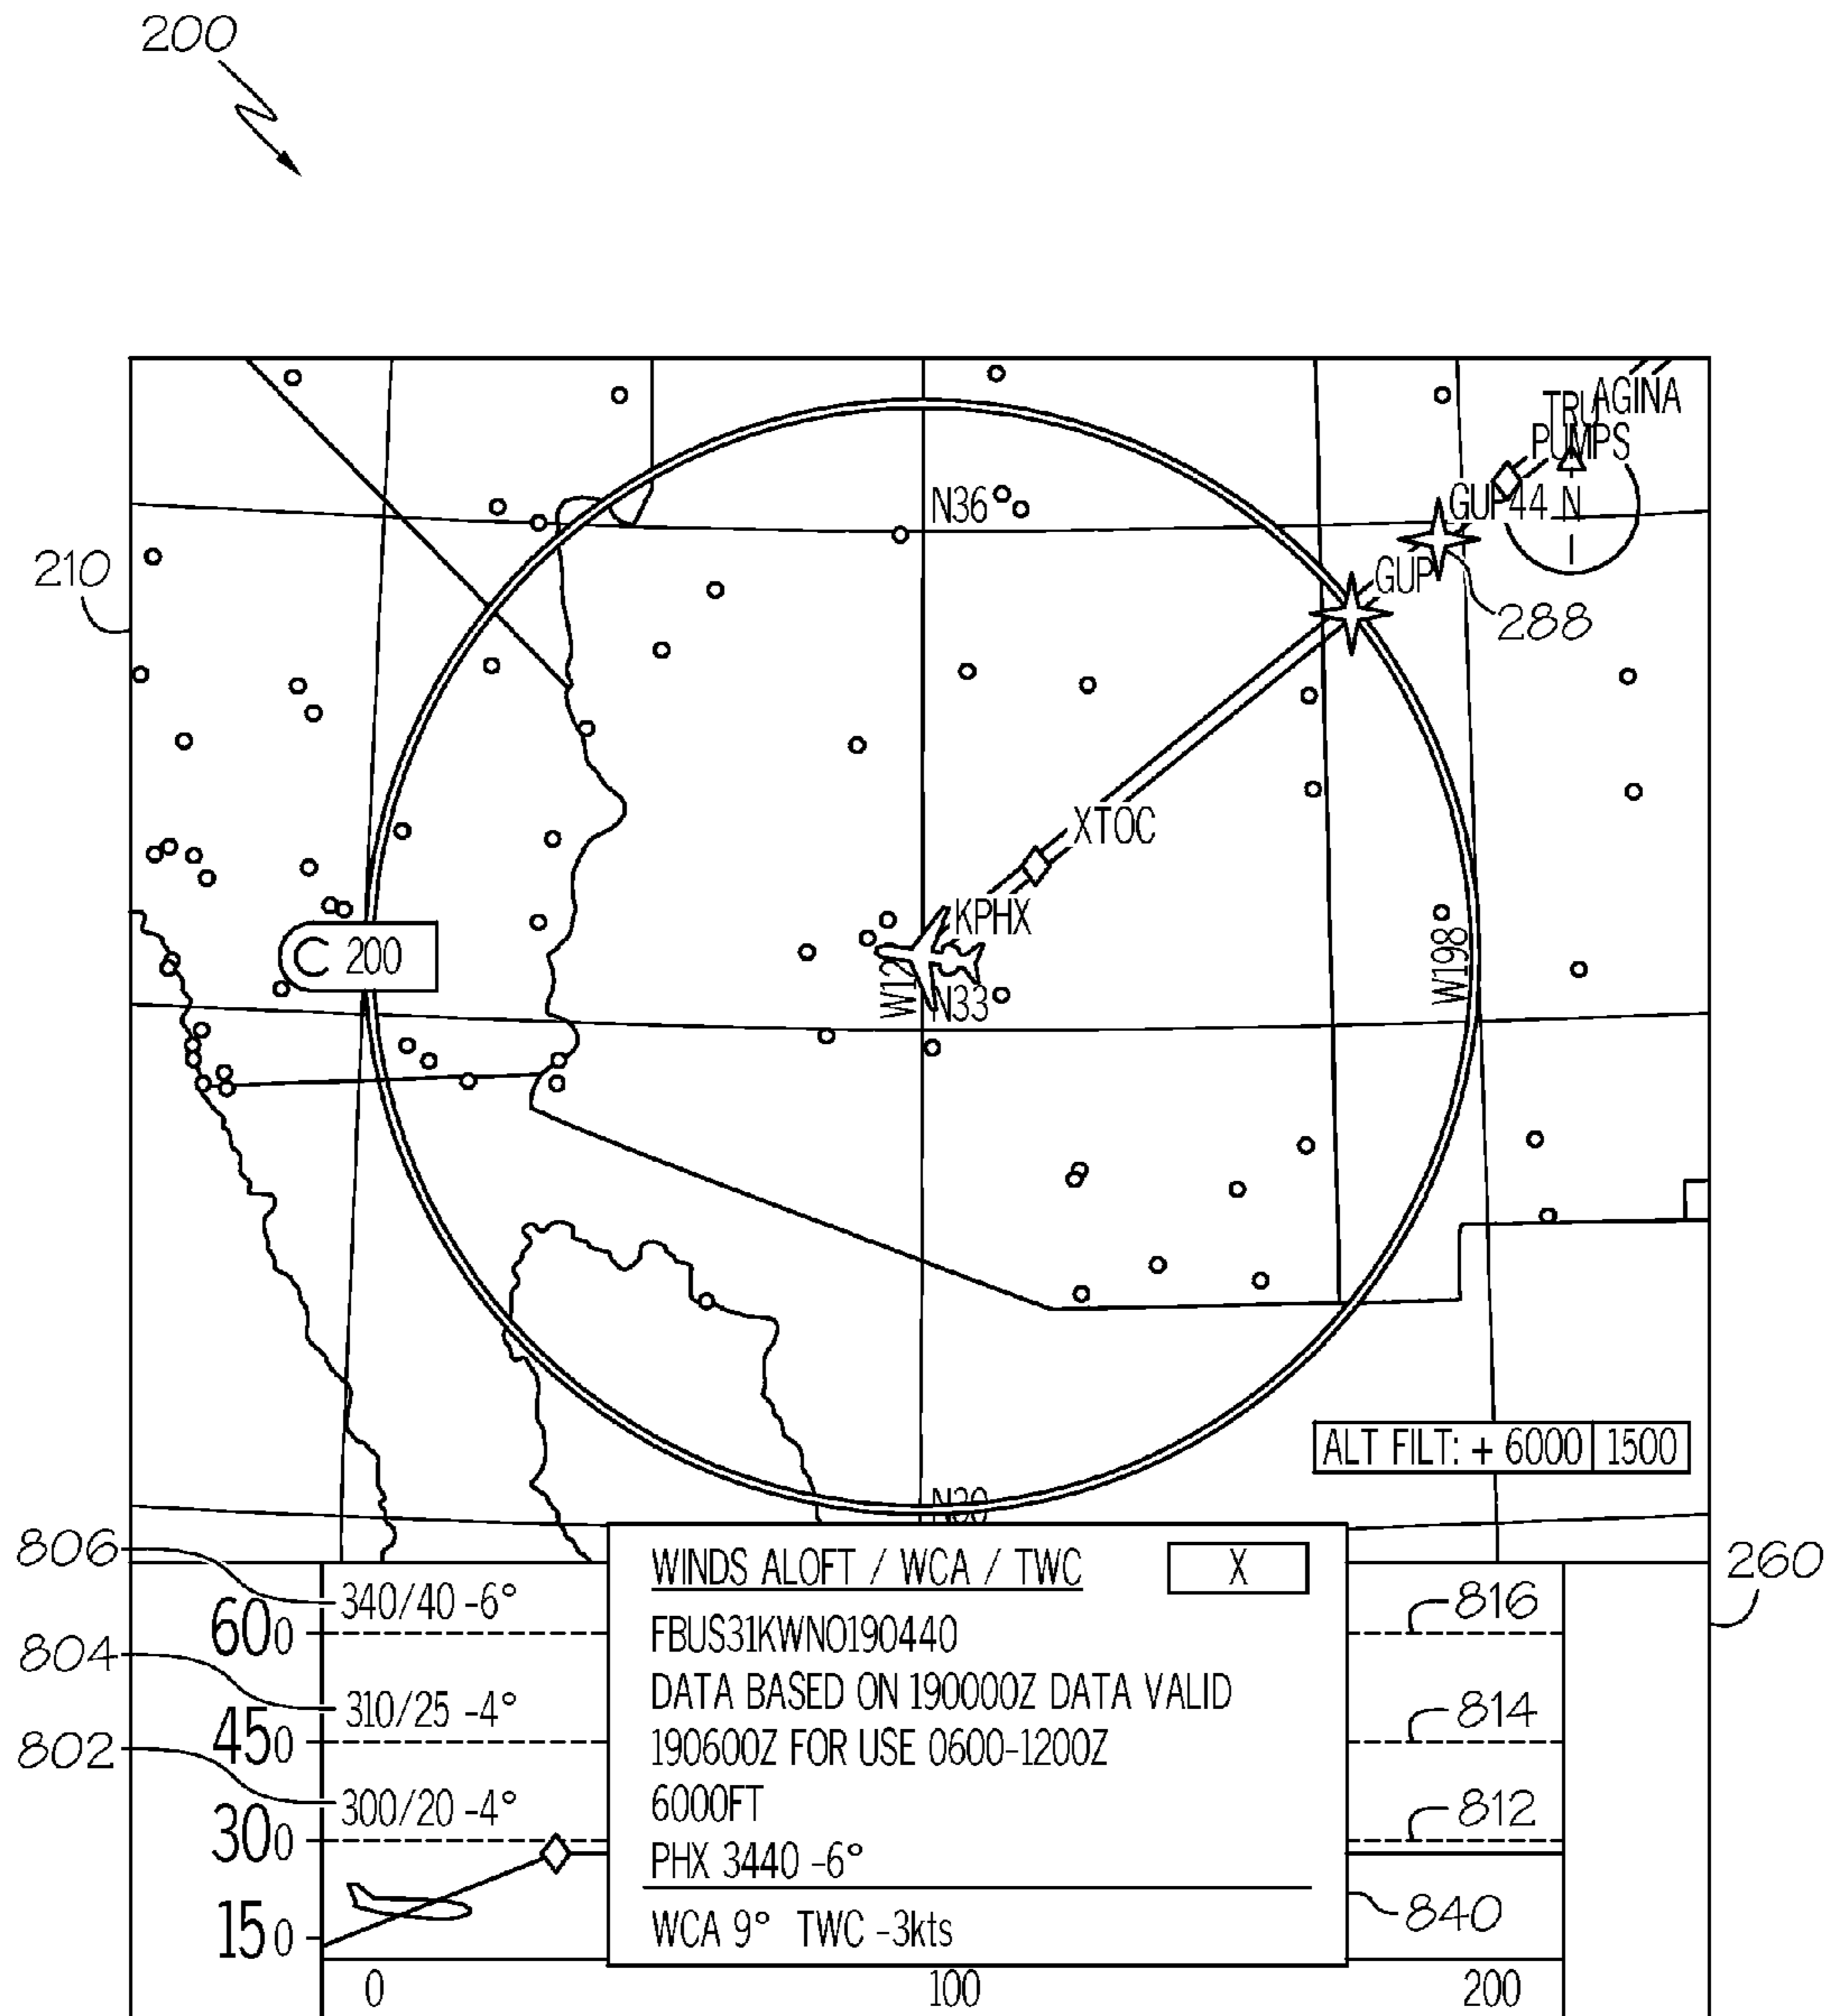 200
AGINA
TRU
PUMPS
N36
GUP44
N
210
GUP
288
XTOC
KPHX
C 200
W12
W198
N33
ALT FILT: + 6000 1500
N30
806
WINDS ALOFT / WCA / TWC
X
260
340/40 -6°
816
600
FBUS31KWNO190440
804
DATA BASED ON 190000Z DATA VALID
310/25 -4°
814
450
190600Z FOR USE 0600-1200Z
802
6000FT
300/20 -4°
812
300
PHX 3440 -6°
840
150
WCA 9° TWC -3kts
0
100
200